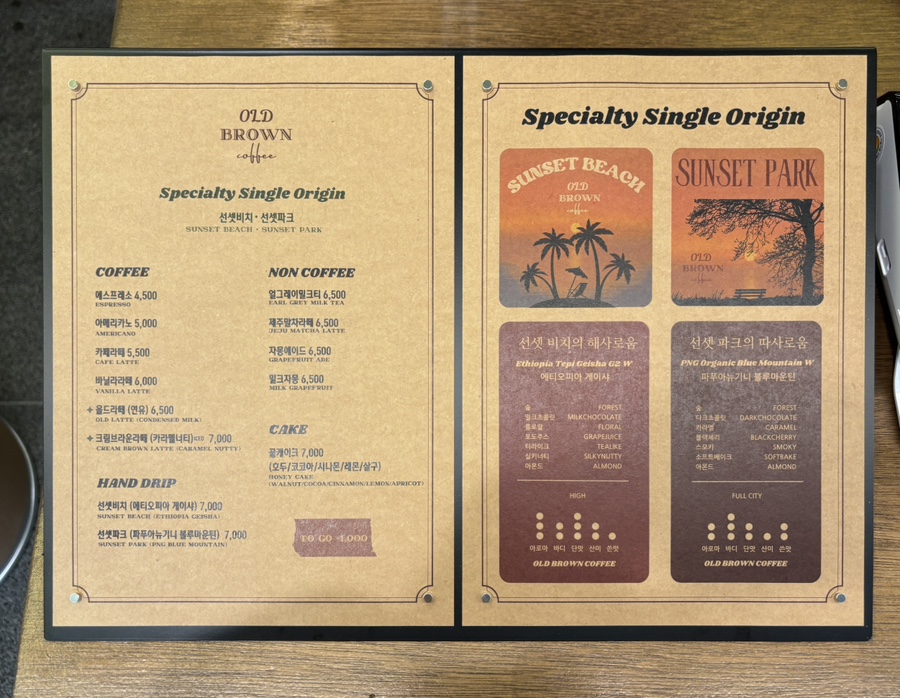 OLD
BROWN
coffee
Specialty Single Origin
선셋비치 · 선셋파크
SUNSET BEACH · SUNSET PARK
COFFEE
에스프레소 4,500
ESPRESSO
아메리카노 5,000
AMERICANO
카페라떼 5,500
CAFE LATTE
바닐라라떼 6,000
VANILLA LATTE
+ 올드라떼 (연유) 6,500
OLD LATTE (CONDENSED MILK)
+ 크림브라운라떼 (카라멜너티) ICED 7,000
CREAM BROWN LATTE (CARAMEL NUTTY)
HAND DRIP
선셋비치 (에티오피아 게이샤) 7,000
SUNSET BEACH (ETHIOPIA GEISHA)
선셋파크 (파푸아뉴기니 블루마운틴) 7,000
SUNSET PARK (PNG BLUE MOUNTAIN)
NON COFFEE
얼그레이밀크티 6,500
EARL GREY MILK TEA
제주말차라떼 6,500
JEJU MATCHA LATTE
자몽에이드 6,500
GRAPEFRUIT ABE
밀크자몽 6,500
MILK GRAPEFRUIT
CAKE
꿀케이크 7,000
(호두/코코아/시나몬/레몬/살구)
HONEY CAKE
(WALNUT/COCOA/CINNAMON/LEMON/APRICOT)
TO GO -1,000
Specialty Single Origin
SUNSET BEACH
OLD
BROWN
coffee
선셋 비치의 해사로움
Ethiopia Tepi Geisha G2 W
에티오피아 게이샤
숲 FOREST
밀크초콜릿 MILKCHOCOLATE
플로랄 FLORAL
포도주스 GRAPEJUICE
티라이크 TEALIKE
실키너티 SILKYNUTTY
아몬드 ALMOND
HIGH
아로마 바디 단맛 산미 쓴맛
OLD BROWN COFFEE
SUNSET PARK
OLD
BROWN
coffee
선셋 파크의 따사로움
PNG Organic Blue Mountain W
파푸아뉴기니 블루마운틴
숲 FOREST
다크초콜릿 DARKCHOCOLATE
카라멜 CARAMEL
블랙체리 BLACKCHERRY
스모키 SMOKY
소프트베이크 SOFTBAKE
아몬드 ALMOND
FULL CITY
아로마 바디 단맛 산미 쓴맛
OLD BROWN COFFEE